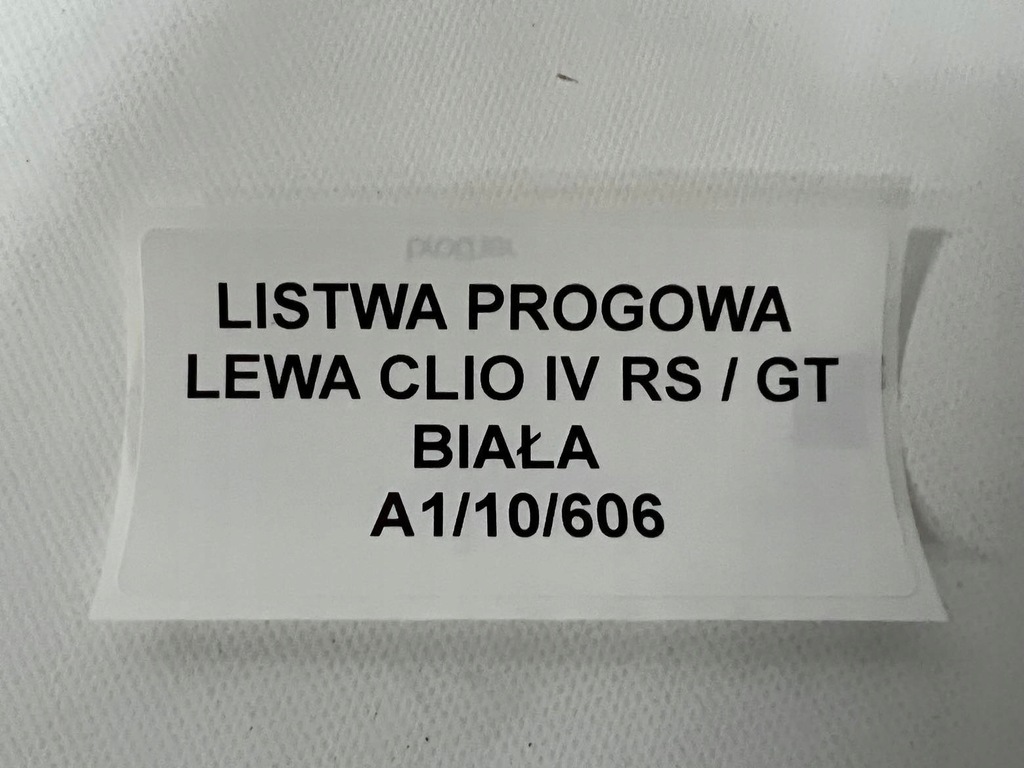 LISTWA PROGOWA
LEWA CLIO IV RS / GT
BIAŁA
A1/10/606